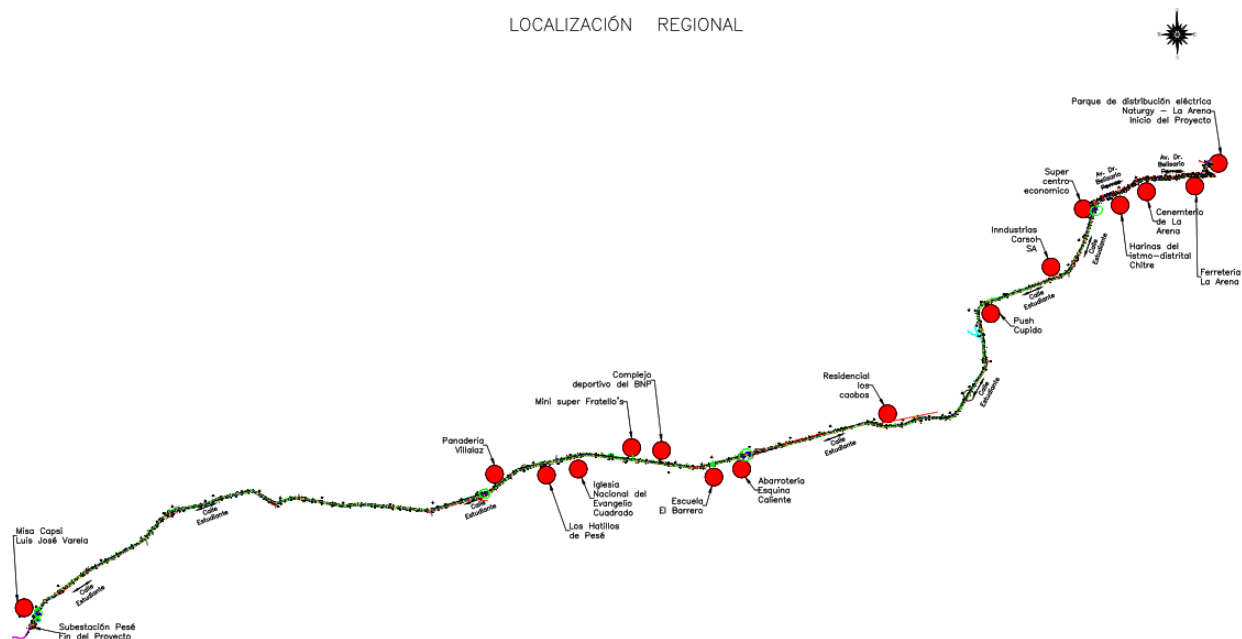 LOCALIZACIÓN REGIONAL
Parque de distribución eléctrica
Naturgy – La Arena
Inicio del Proyecto
Av. Dr.
Belisario
Porras
Av. Dr.
Belisario
Porras
Super
centro
economico
Cenemterio
de La
Arena
Harinas del
istmo-distrital
Chitre
Ferreteria
La Arena
Calle
Estudiante
Inndustrias
Carsol
SA
Calle
Estudiante
Push
Cupido
Calle
Estudiante
Residencial
los
caobos
Calle
Estudiante
Complejo
deportivo del BNP
Mini super Fratello's
Panaderia
Villalaz
Abarroteria
Esquina
Caliente
Escuela
El Barrero
Iglesia
Nacional del
Evangelio
Cuadrado
Los Hatillos
de Pesé
Calle
Estudiante
Calle
Estudiante
Misa Capsi
Luis José Varela
Calle
Estudiante
Subestación Pesé
Fin del Proyecto